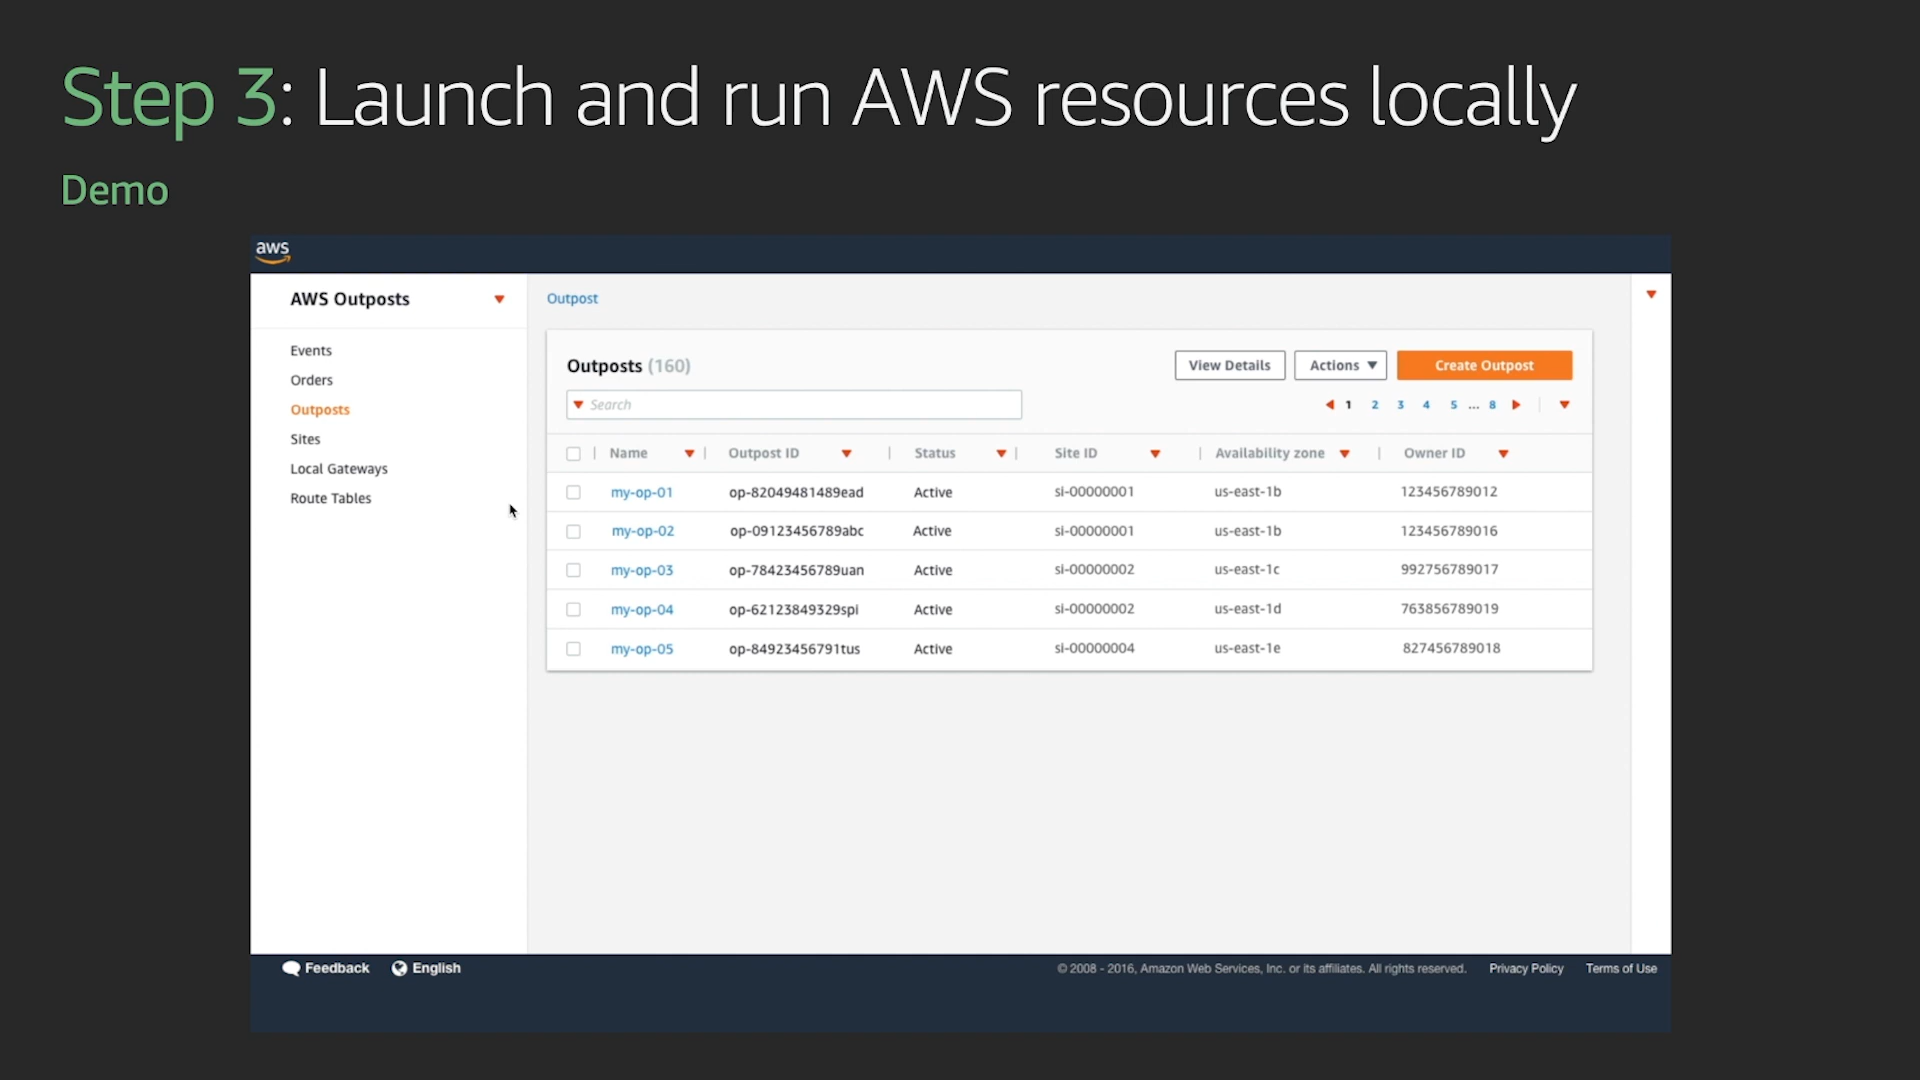 Step 3: Launch and run AWS resources locally
Demo
aws
AWS Outposts
Events
Orders
Outposts
Sites
Local Gateways
Route Tables
Outpost
Outposts (160)
View Details
Actions
Create Outpost
Search
1 2 3 4 5 ... 8
Name | Outpost ID | Status | Site ID | Availability zone | Owner ID
my-op-01 op-82049481489ead Active si-00000001 us-east-1b 123456789012
my-op-02 op-09123456789abc Active si-00000001 us-east-1b 123456789016
my-op-03 op-78423456789uan Active si-00000002 us-east-1c 992756789017
my-op-04 op-62123849329spi Active si-00000002 us-east-1d 763856789019
my-op-05 op-84923456791tus Active si-00000004 us-east-1e 827456789018
Feedback English © 2008 - 2016, Amazon Web Services, Inc. or its affiliates. All rights reserved. Privacy Policy Terms of Use